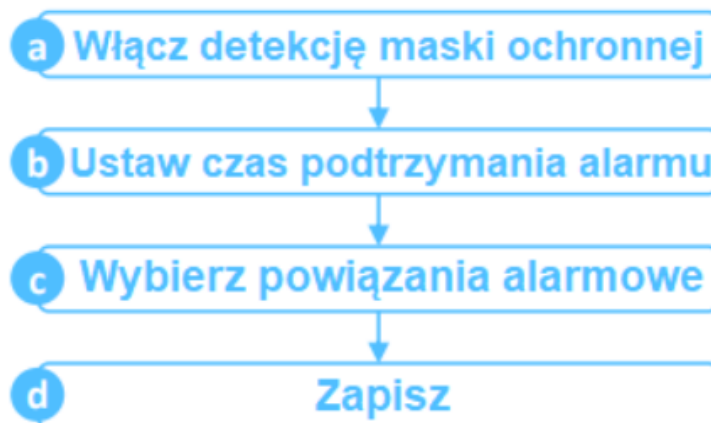 a Włącz detekcję maski ochronnej
b Ustaw czas podtrzymania alarmu
c Wybierz powiązania alarmowe
d Zapisz